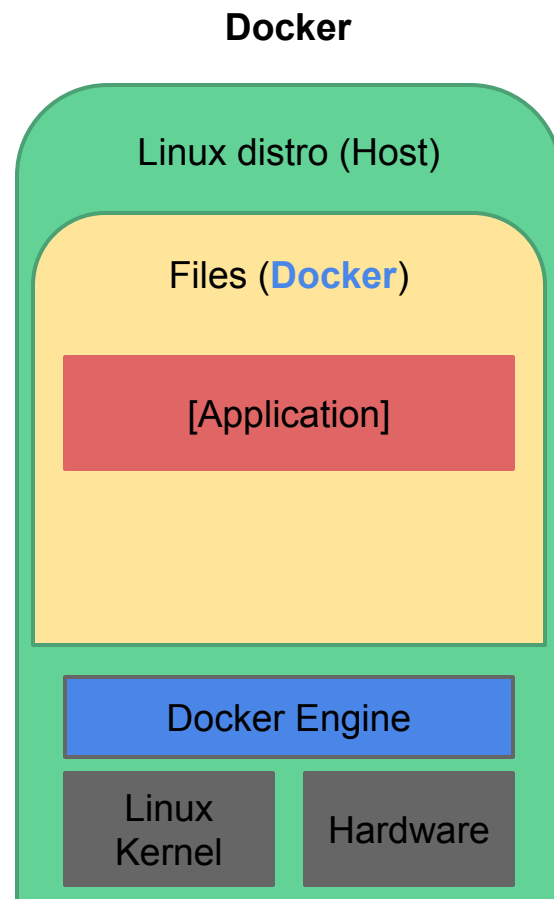 Docker
Linux distro (Host)
Files (Docker)
[Application]
Docker Engine
Linux
Kernel
Hardware